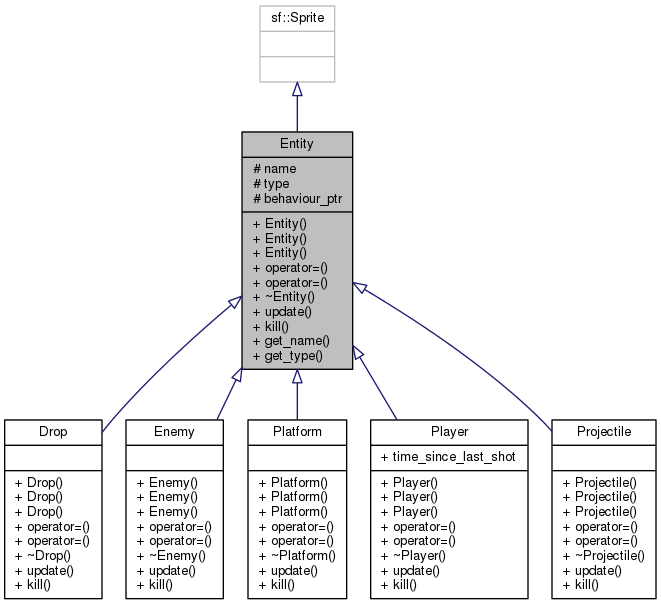 sf::Sprite
Entity
# name
# type
# behaviour_ptr
+ Entity()
+ Entity()
+ Entity()
+ operator=()
+ operator=()
+ ~Entity()
+ update()
+ kill()
+ get_name()
+ get_type()
Drop
+ Drop()
+ Drop()
+ Drop()
+ operator=()
+ operator=()
+ ~Drop()
+ update()
+ kill()
Enemy
+ Enemy()
+ Enemy()
+ Enemy()
+ operator=()
+ operator=()
+ ~Enemy()
+ update()
+ kill()
Platform
+ Platform()
+ Platform()
+ Platform()
+ operator=()
+ operator=()
+ ~Platform()
+ update()
+ kill()
Player
+ time_since_last_shot
+ Player()
+ Player()
+ Player()
+ operator=()
+ operator=()
+ ~Player()
+ update()
+ kill()
Projectile
+ Projectile()
+ Projectile()
+ Projectile()
+ operator=()
+ operator=()
+ ~Projectile()
+ update()
+ kill()